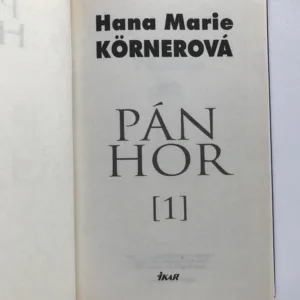 Hana Marie
KÖRNEROVÁ
PÁN
HOR
[1]
IKAR